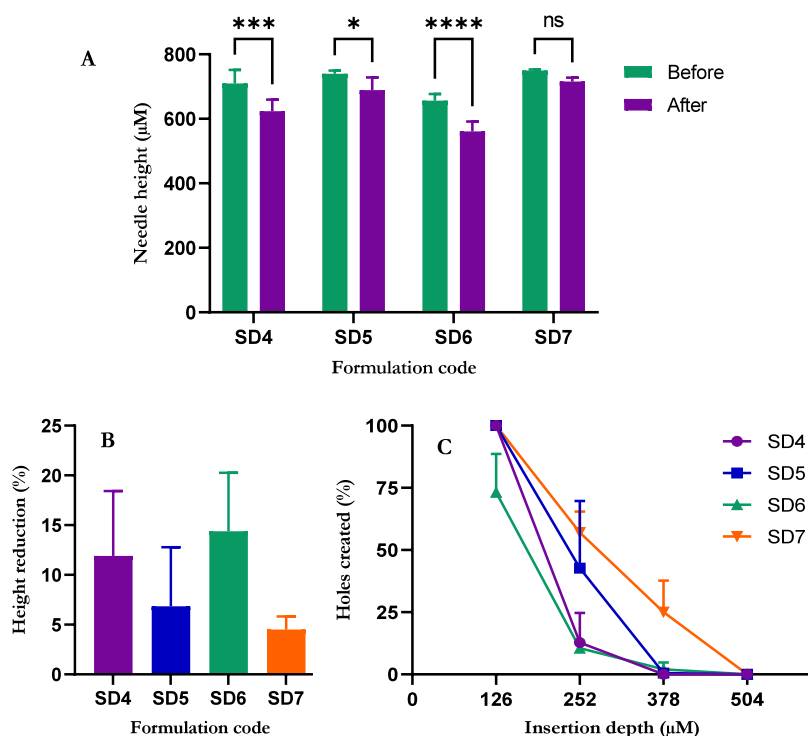 A
*** * **** ns
Before
After
Needle height (µM)
800
600
400
200
0
SD4 SD5 SD6 SD7
Formulation code
B
Height reduction (%)
25
20
15
10
5
0
SD4 SD5 SD6 SD7
Formulation code
C
Holes created (%)
100
75
50
25
0
0 126 252 378 504
Insertion depth (µM)
SD4
SD5
SD6
SD7